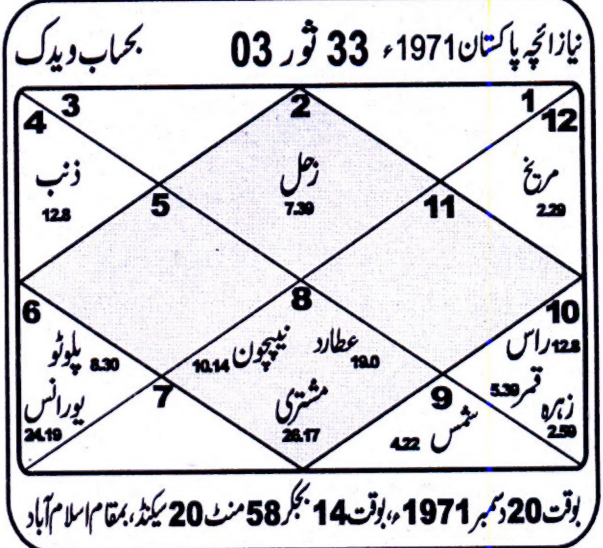 نیا زائچہ پاکستان 1971ء 33 ثور 03 بحساب ویدک
3 2 1
4 12
ذنب زحل مریخ
12.8 7.39 2.29
5 11
6 8 10
پلوٹو 8.30 نیپچون 10.14 عطارد 19.0 راس 12.8
یورانس 24.19 7 مشتری 26.17 9 شمس 4.22 قمر 5.39 زہرہ 2.59
بوقت 20 دسمبر 1971ء، بوقت 14 بجکر 58 منٹ 20 سیکنڈ، بمقام اسلام آباد